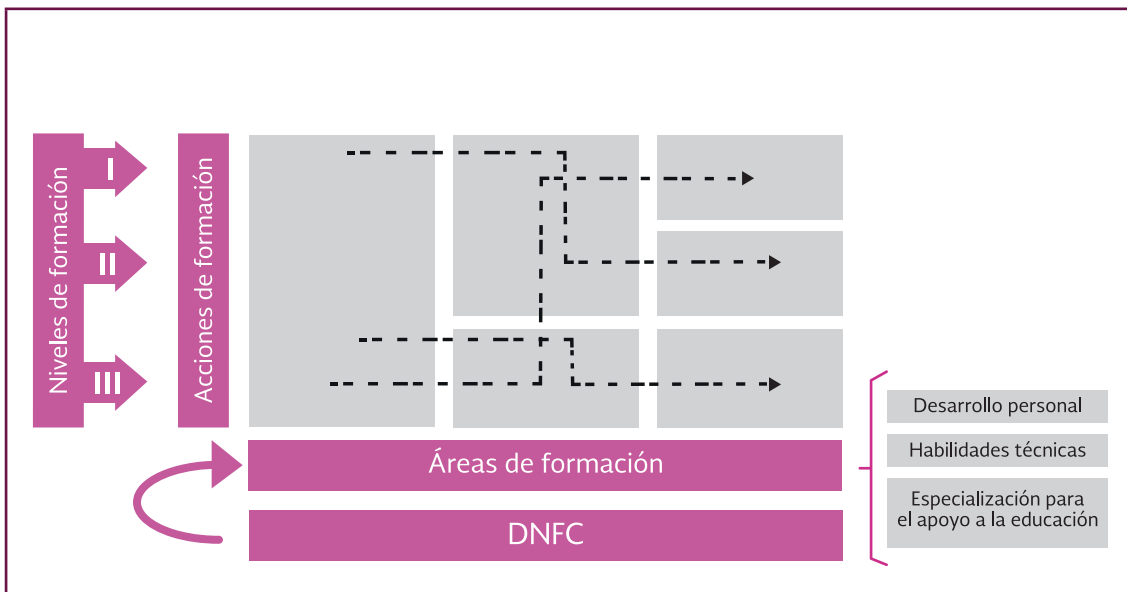 Niveles de formación
I
II
III
Acciones de formación
Áreas de formación
DNFC
Desarrollo personal
Habilidades técnicas
Especialización para
el apoyo a la educación